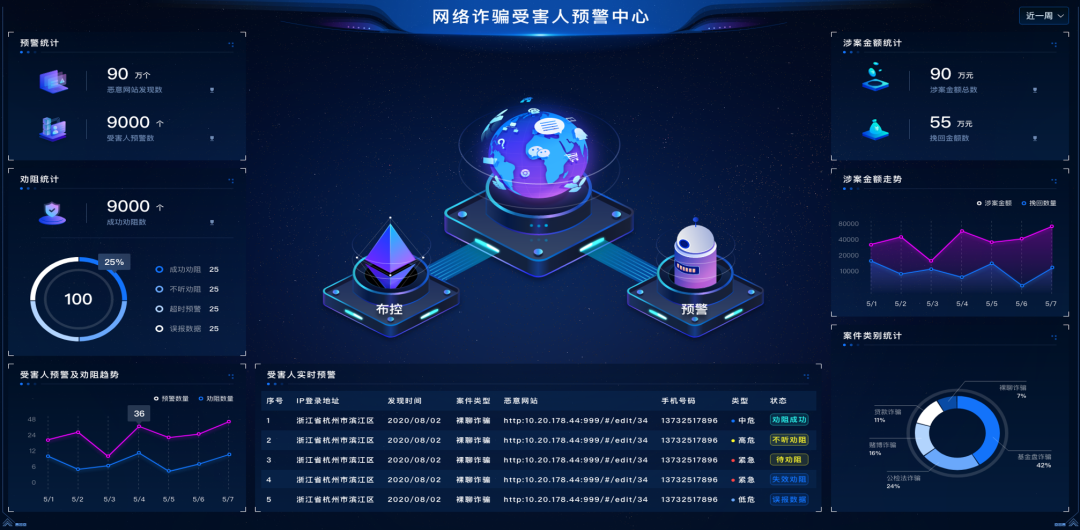 网络诈骗受害人预警中心
近一周
预警统计
90 万个
恶意网站发现数
9000 个
受害人预警数
劝阻统计
9000 个
成功劝阻数
25%
100
成功劝阻 25
不听劝阻 25
超时预警 25
误报数据 25
受害人预警及劝阻趋势
预警数量 劝阻数量
36
48
24
12
6
0
5/1 5/2 5/3 5/4 5/5 5/6 5/7
布控
预警
受害人实时预警
序号 IP登录地址 发现时间 案件类型 恶意网站 手机号码 类型 状态
1 浙江省杭州市滨江区 2020/08/02 裸聊诈骗 http:10.20.178.44:999/#/edit/34 13732517896 中危 劝阻成功
2 浙江省杭州市滨江区 2020/08/02 裸聊诈骗 http:10.20.178.44:999/#/edit/34 13732517896 高危 不听劝阻
3 浙江省杭州市滨江区 2020/08/02 裸聊诈骗 http:10.20.178.44:999/#/edit/34 13732517896 紧急 待劝阻
4 浙江省杭州市滨江区 2020/08/02 裸聊诈骗 http:10.20.178.44:999/#/edit/34 13732517896 紧急 失效劝阻
5 浙江省杭州市滨江区 2020/08/02 裸聊诈骗 http:10.20.178.44:999/#/edit/34 13732517896 低危 误报数据
涉案金额统计
90 万元
涉案金额总数
55 万元
挽回金额数
涉案金额走势
涉案金额 挽回数量
80000
40000
20000
10000
5/1 5/2 5/3 5/4 5/5 5/6 5/7
案件类别统计
裸聊诈骗
7%
贷款诈骗
11%
赌博诈骗
16%
公检法诈骗
24%
基金盘诈骗
42%